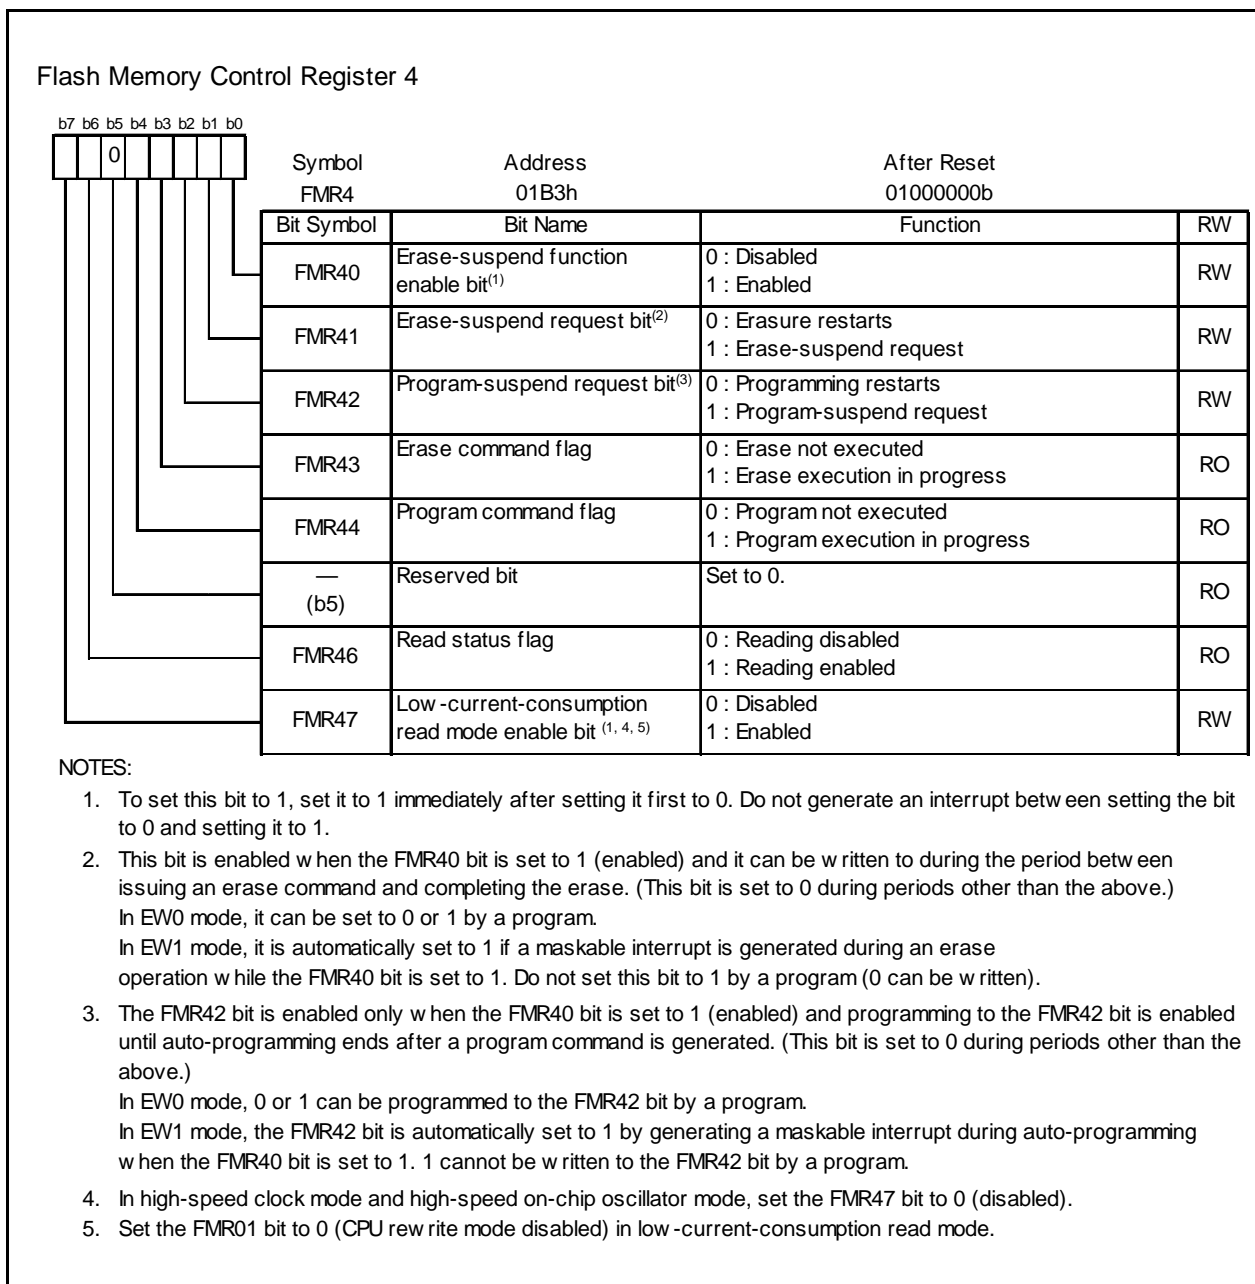 Flash Memory Control Register 4
b7 b6 b5 b4 b3 b2 b1 b0
0
Symbol Address After Reset
FMR4 01B3h 01000000b
Bit Symbol Bit Name Function RW
FMR40 Erase-suspend function enable bit(1) 0 : Disabled 1 : Enabled RW
FMR41 Erase-suspend request bit(2) 0 : Erasure restarts 1 : Erase-suspend request RW
FMR42 Program-suspend request bit(3) 0 : Programming restarts 1 : Program-suspend request RW
FMR43 Erase command flag 0 : Erase not executed 1 : Erase execution in progress RO
FMR44 Program command flag 0 : Program not executed 1 : Program execution in progress RO
— (b5) Reserved bit Set to 0. RO
FMR46 Read status flag 0 : Reading disabled 1 : Reading enabled RO
FMR47 Low-current-consumption read mode enable bit (1, 4, 5) 0 : Disabled 1 : Enabled RW
NOTES:
1. To set this bit to 1, set it to 1 immediately after setting it first to 0. Do not generate an interrupt between setting the bit
to 0 and setting it to 1.
2. This bit is enabled when the FMR40 bit is set to 1 (enabled) and it can be written to during the period between
issuing an erase command and completing the erase. (This bit is set to 0 during periods other than the above.)
In EW0 mode, it can be set to 0 or 1 by a program.
In EW1 mode, it is automatically set to 1 if a maskable interrupt is generated during an erase
operation while the FMR40 bit is set to 1. Do not set this bit to 1 by a program (0 can be written).
3. The FMR42 bit is enabled only when the FMR40 bit is set to 1 (enabled) and programming to the FMR42 bit is enabled
until auto-programming ends after a program command is generated. (This bit is set to 0 during periods other than the
above.)
In EW0 mode, 0 or 1 can be programmed to the FMR42 bit by a program.
In EW1 mode, the FMR42 bit is automatically set to 1 by generating a maskable interrupt during auto-programming
when the FMR40 bit is set to 1. 1 cannot be written to the FMR42 bit by a program.
4. In high-speed clock mode and high-speed on-chip oscillator mode, set the FMR47 bit to 0 (disabled).
5. Set the FMR01 bit to 0 (CPU rewrite mode disabled) in low-current-consumption read mode.